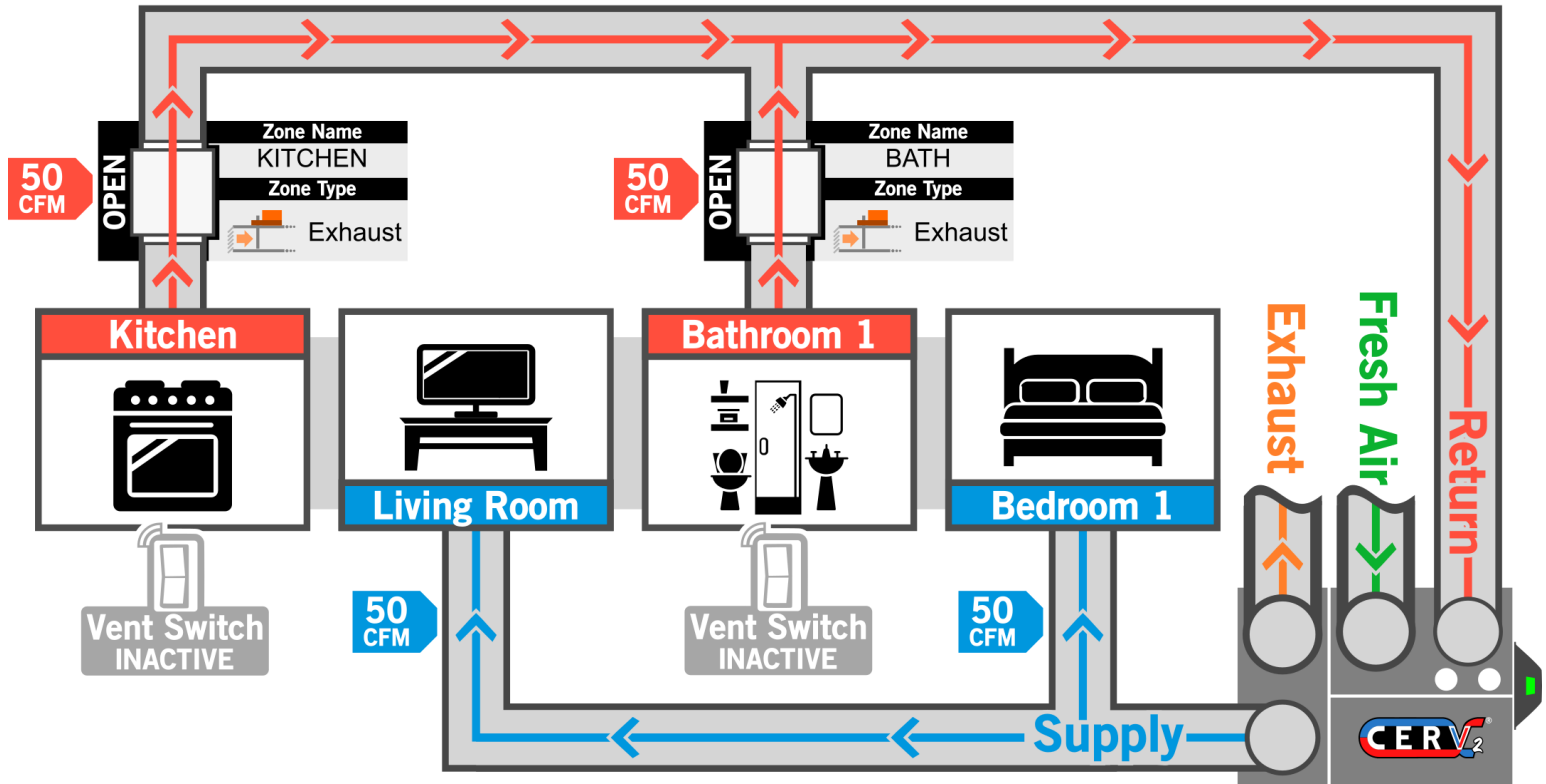 Zone Name
KITCHEN
Zone Type
Exhaust
OPEN
50
CFM
Zone Name
BATH
Zone Type
Exhaust
OPEN
50
CFM
Kitchen
Living Room
Bathroom 1
Bedroom 1
Exhaust
Fresh Air
Return
Vent Switch
INACTIVE
50
CFM
Vent Switch
INACTIVE
50
CFM
Supply
CERV2®